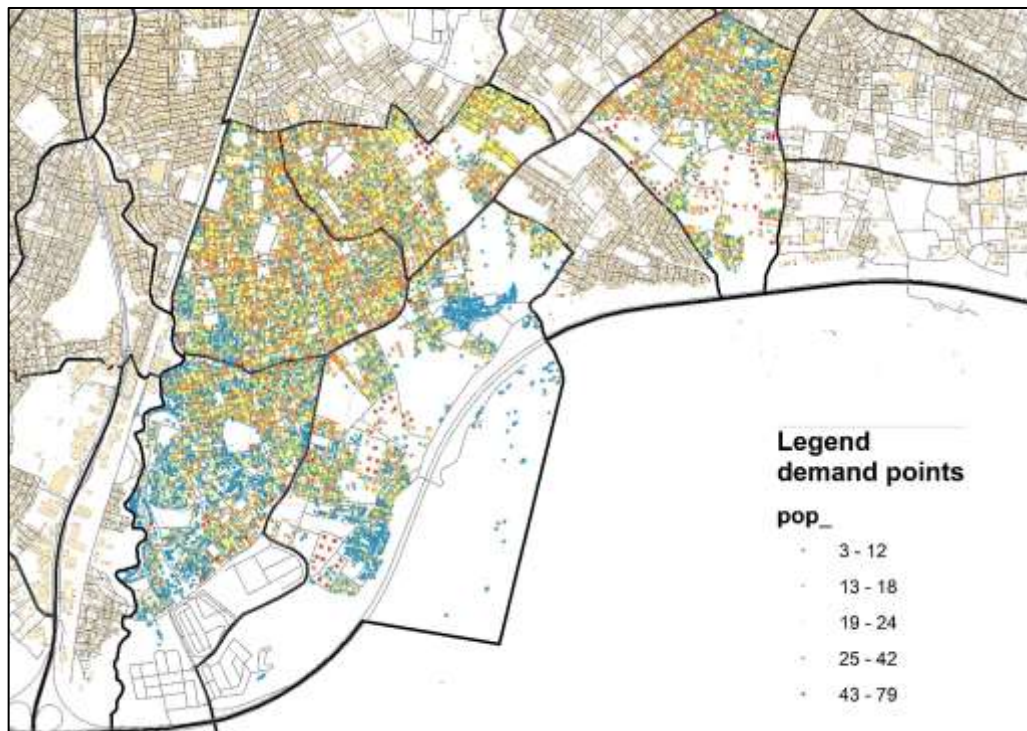 Legend
demand points
pop_
3 - 12
13 - 18
19 - 24
25 - 42
43 - 79